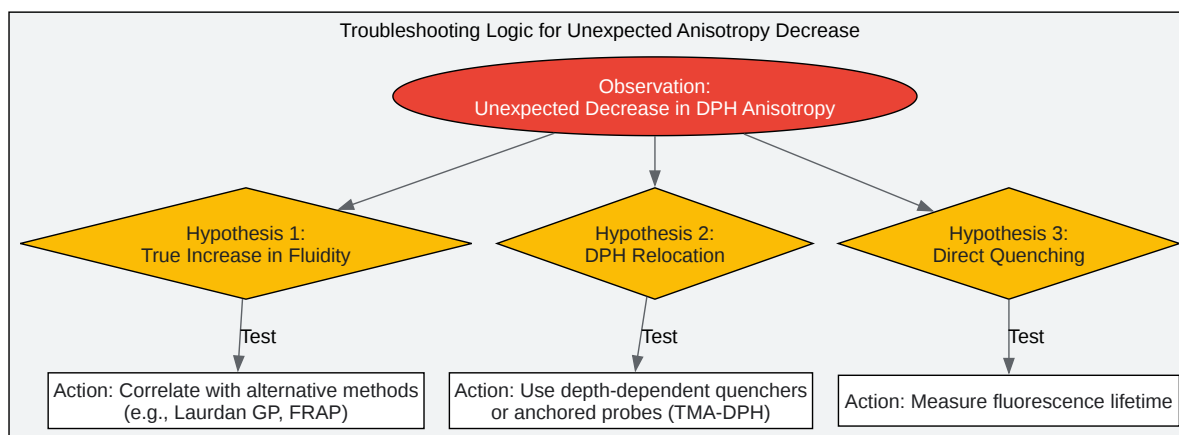 Troubleshooting Logic for Unexpected Anisotropy Decrease
Observation:
Unexpected Decrease in DPH Anisotropy
Hypothesis 1:
True Increase in Fluidity
Hypothesis 2:
DPH Relocation
Hypothesis 3:
Direct Quenching
Test
Test
Test
Action: Correlate with alternative methods
(e.g., Laurdan GP, FRAP)
Action: Use depth-dependent quenchers
or anchored probes (TMA-DPH)
Action: Measure fluorescence lifetime